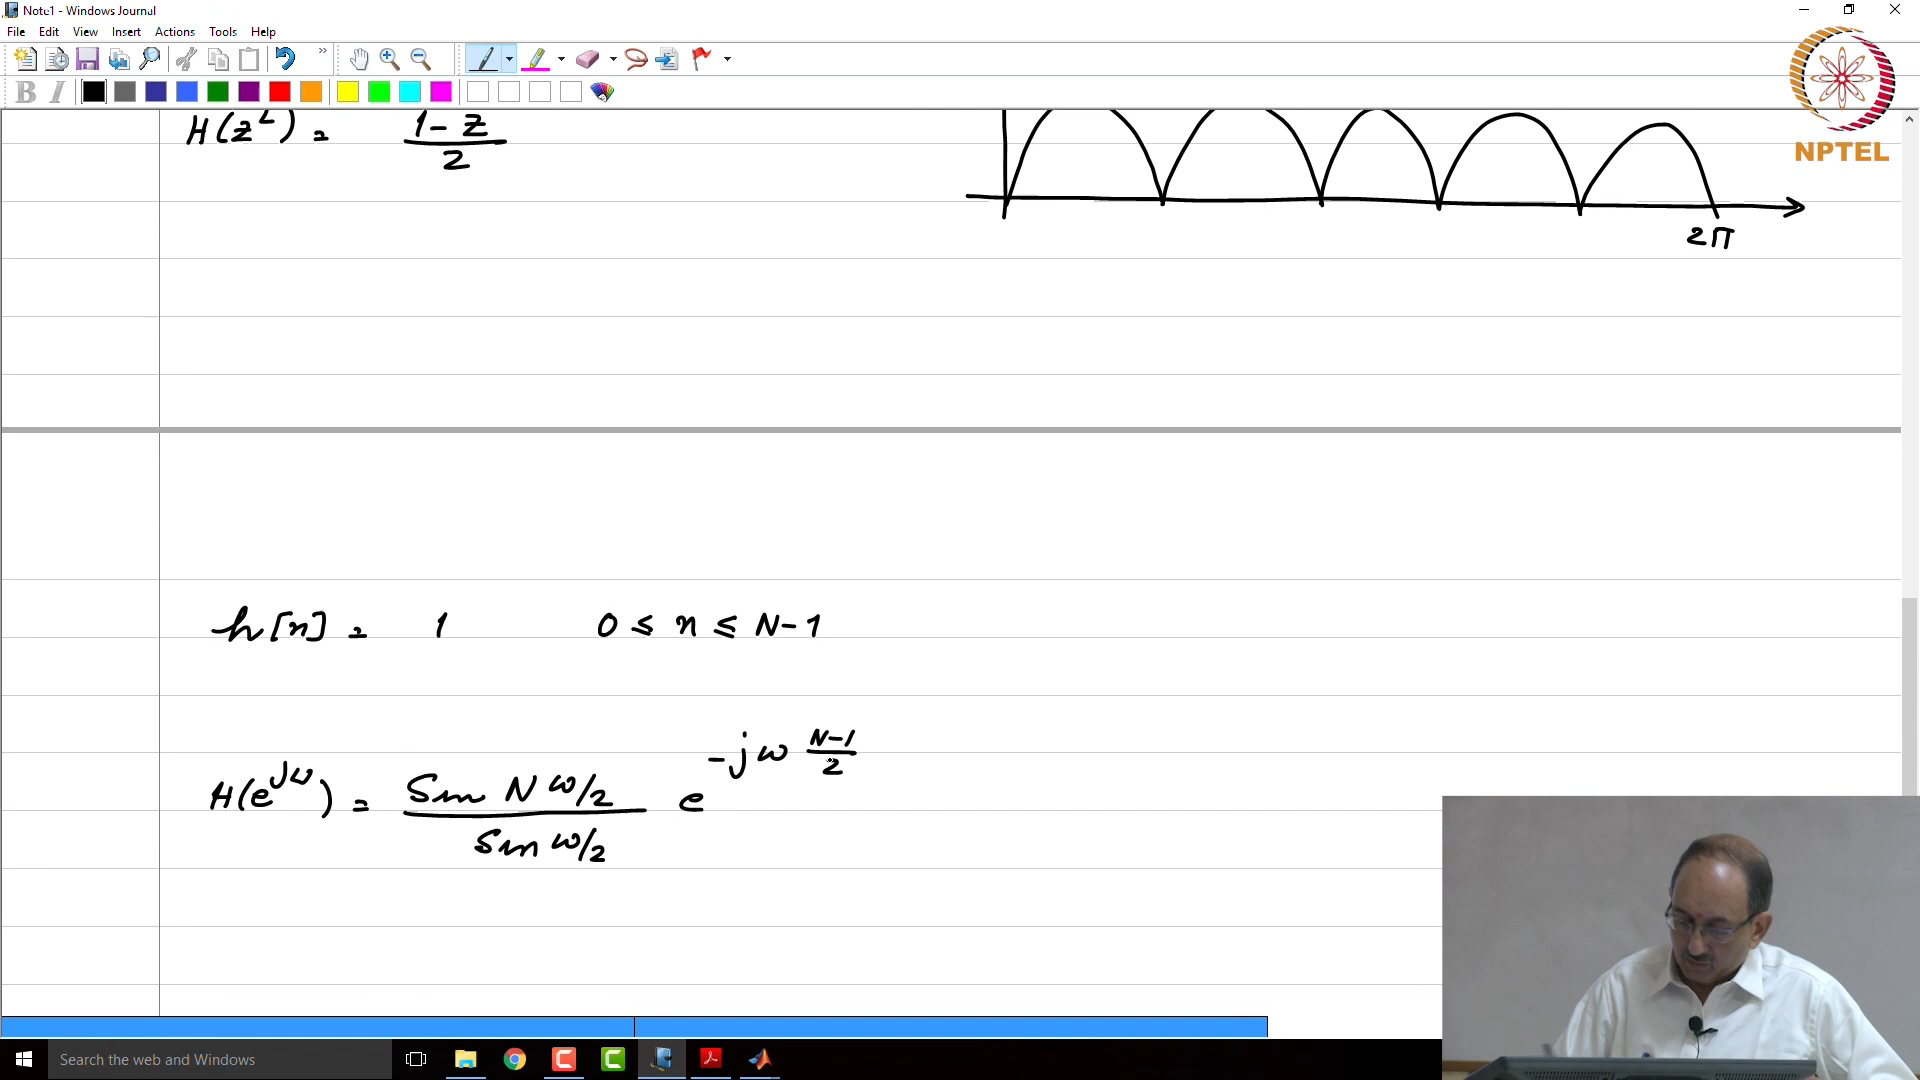 Note1 - Windows Journal
File Edit View Insert Actions Tools Help
»
B I
NPTEL
H(z^L) = (1 - z)/2
2π
h[n] = 1 0 ≤ n ≤ N-1
H(e^{jω}) = (Sin Nω/2)/(Sin ω/2) e^{-jω (N-1)/2}
Search the web and Windows